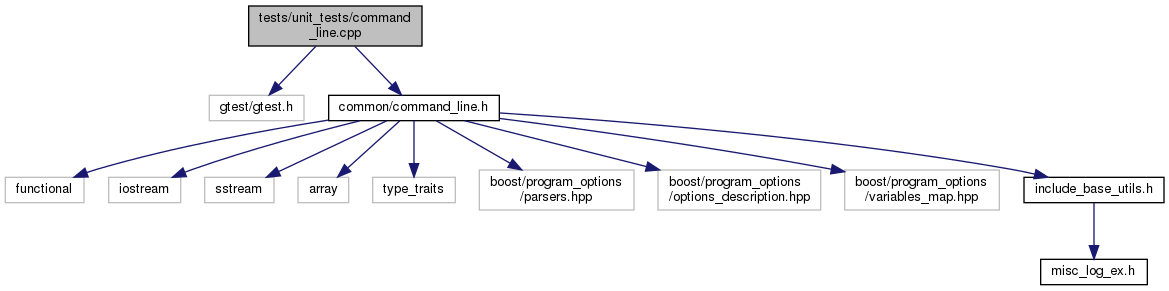 tests/unit_tests/command
_line.cpp
gtest/gtest.h
common/command_line.h
functional
iostream
sstream
array
type_traits
boost/program_options
/parsers.hpp
boost/program_options
/options_description.hpp
boost/program_options
/variables_map.hpp
include_base_utils.h
misc_log_ex.h